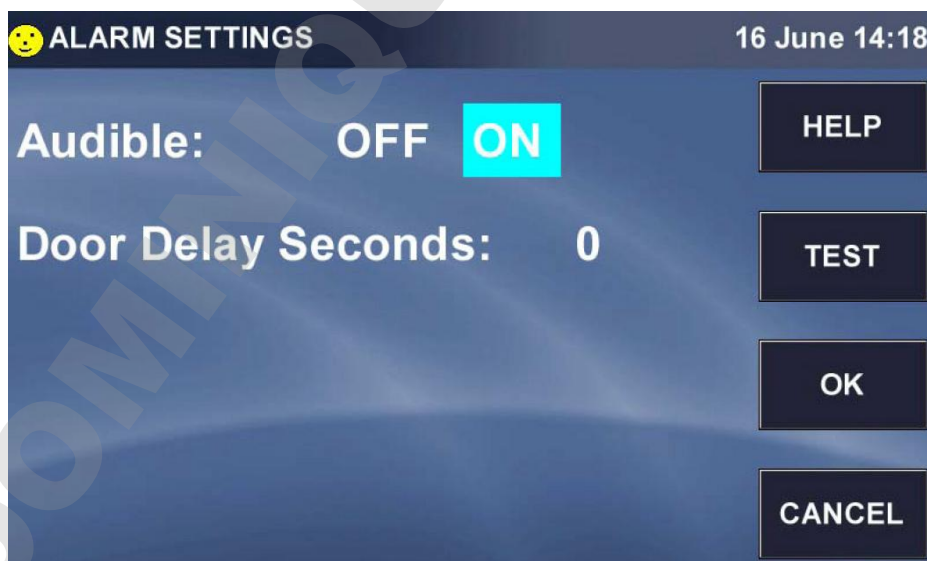 ALARM SETTINGS
16 June 14:18
Audible: OFF ON
HELP
Door Delay Seconds: 0
TEST
OK
CANCEL